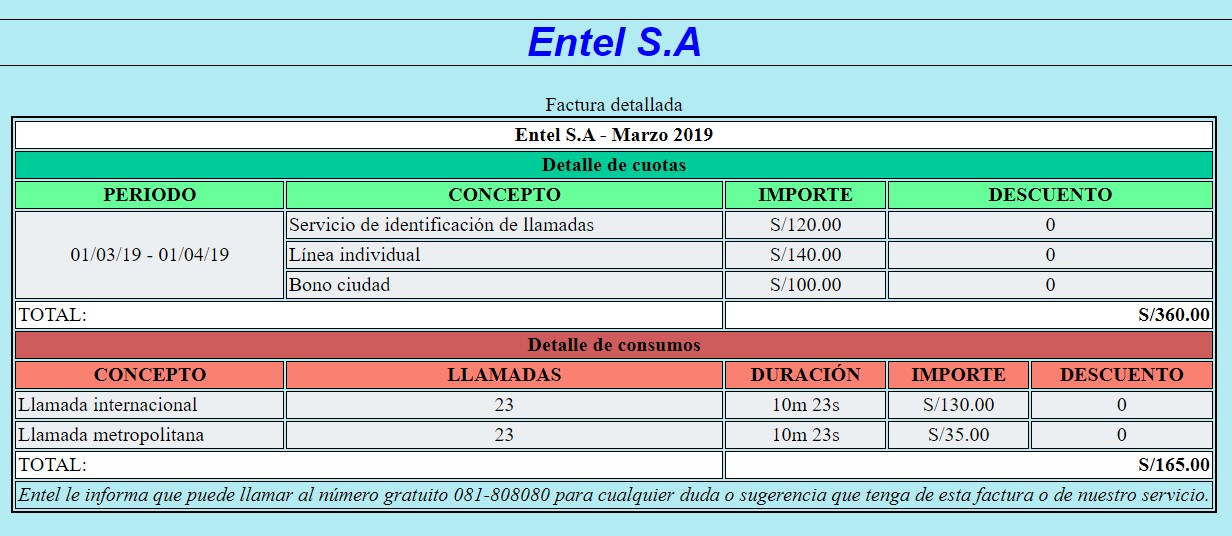 Entel S.A
Factura detallada
Entel S.A - Marzo 2019
Detalle de cuotas
PERIODO CONCEPTO IMPORTE DESCUENTO
01/03/19 - 01/04/19
Servicio de identificación de llamadas S/120.00 0
Línea individual S/140.00 0
Bono ciudad S/100.00 0
TOTAL: S/360.00
Detalle de consumos
CONCEPTO LLAMADAS DURACIÓN IMPORTE DESCUENTO
Llamada internacional 23 10m 23s S/130.00 0
Llamada metropolitana 23 10m 23s S/35.00 0
TOTAL: S/165.00
Entel le informa que puede llamar al número gratuito 081-808080 para cualquier duda o sugerencia que tenga de esta factura o de nuestro servicio.